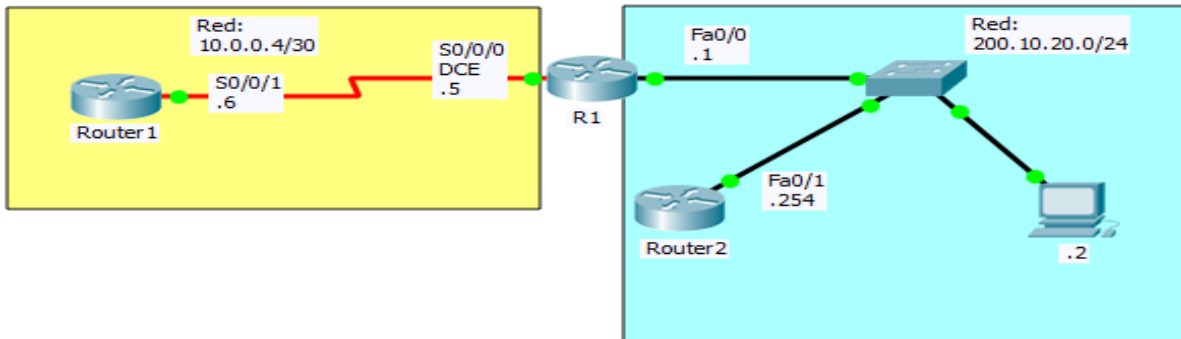 Red:
10.0.0.4/30
S0/0/1
.6
Router1
S0/0/0
DCE
.5
R1
Fa0/0
.1
Red:
200.10.20.0/24
Fa0/1
.254
Router2
.2